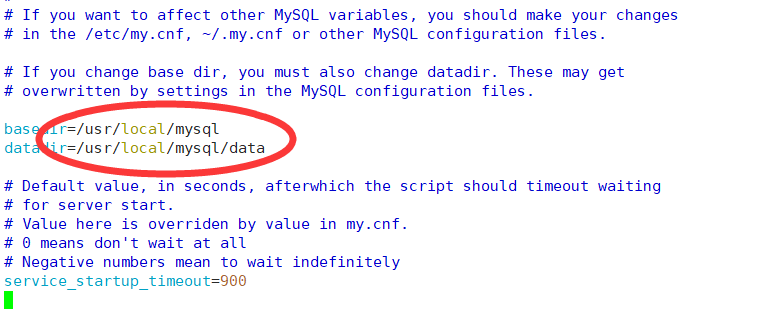 # If you want to affect other MySQL variables, you should make your changes
# in the /etc/my.cnf, ~/.my.cnf or other MySQL configuration files.
# If you change base dir, you must also change datadir. These may get
# overwritten by settings in the MySQL configuration files.
basedir=/usr/local/mysql
datadir=/usr/local/mysql/data
# Default value, in seconds, afterwhich the script should timeout waiting
# for server start.
# Value here is overriden by value in my.cnf.
# 0 means don't wait at all
# Negative numbers mean to wait indefinitely
service_startup_timeout=900